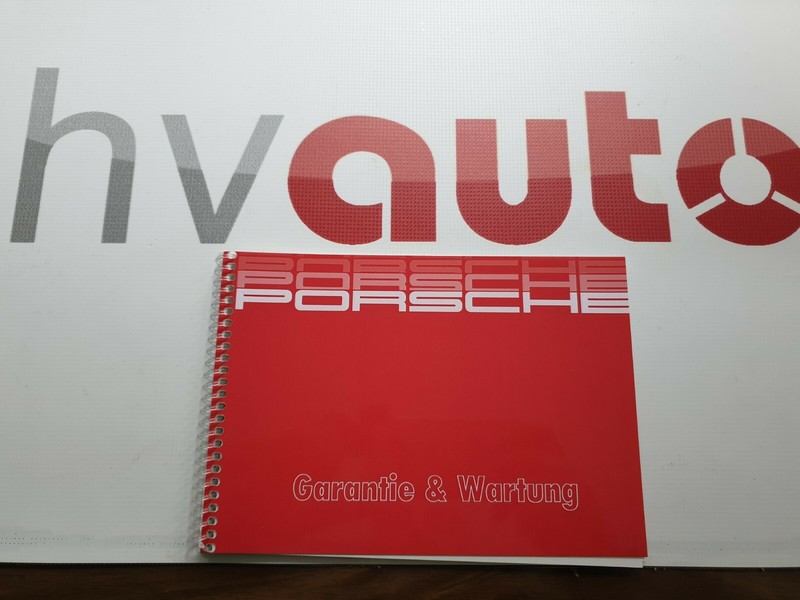 hvauto
PORSCHE
PORSCHE
PORSCHE
Garantie & Wartung